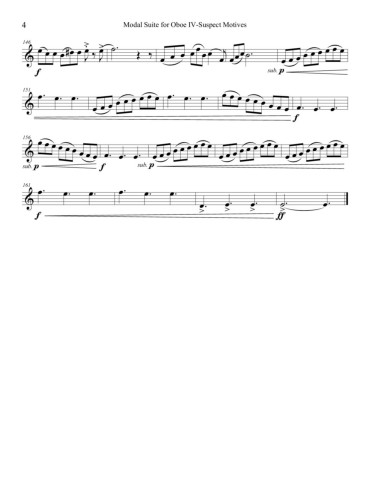 4
Modal Suite for Oboe IV-Suspect Motives
146
f
sub. p
151
f
156
sub. p
f
sub. p
161
f
ff